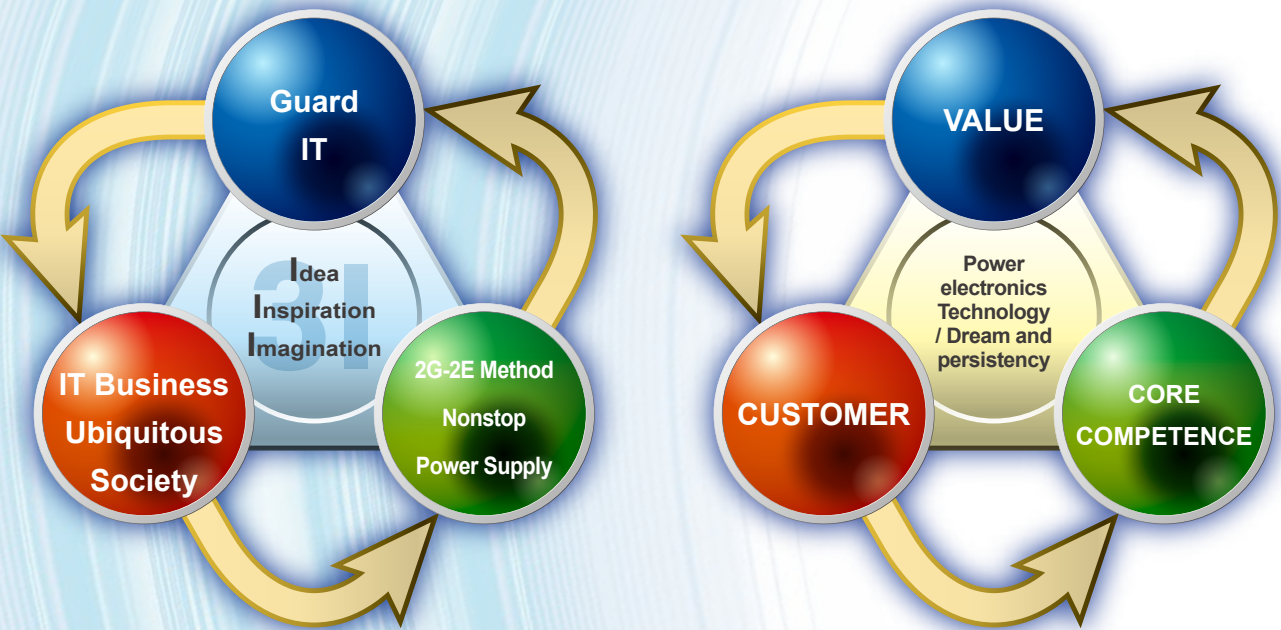 Guard
IT
3I
Idea
Inspiration
Imagination
IT Business
Ubiquitous
Society
2G-2E Method
Nonstop
Power Supply
VALUE
Power
electronics
Technology
/ Dream and
persistency
CUSTOMER
CORE
COMPETENCE